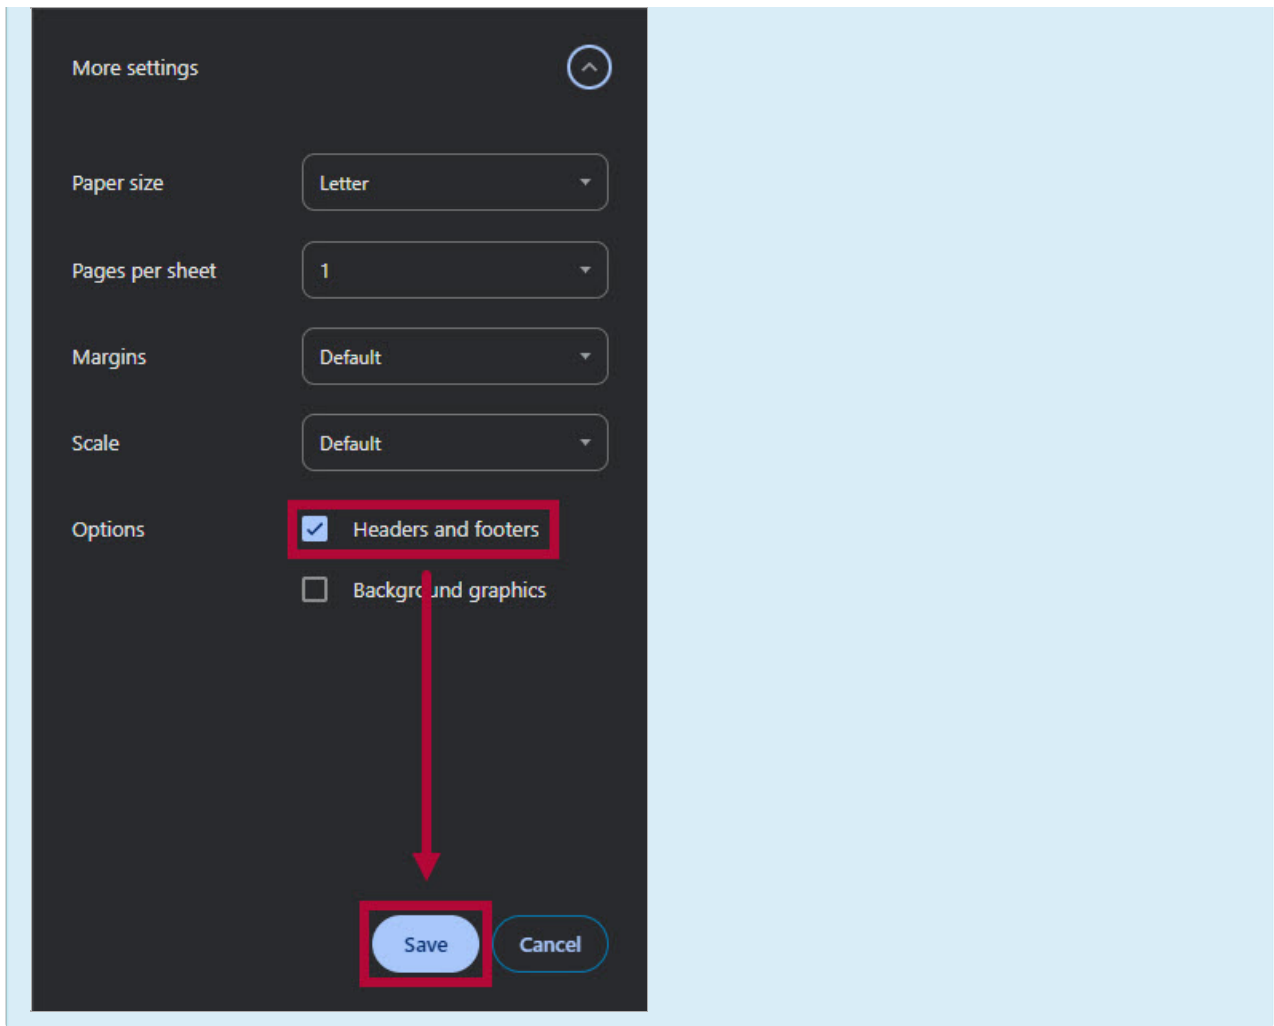 More settings
Paper size Letter
Pages per sheet 1
Margins Default
Scale Default
Options Headers and footers
Background graphics
Save Cancel